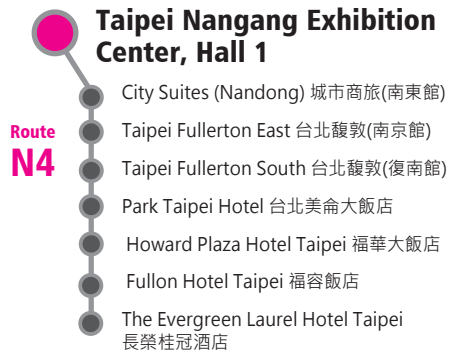 Taipei Nangang Exhibition
Center, Hall 1
City Suites (Nandong) 城市商旅(南東館)
Route
N4
Taipei Fullerton East 台北馥敦(南京館)
Taipei Fullerton South 台北馥敦(復南館)
Park Taipei Hotel 台北美侖大飯店
Howard Plaza Hotel Taipei 福華大飯店
Fullon Hotel Taipei 福容飯店
The Evergreen Laurel Hotel Taipei
長榮桂冠酒店